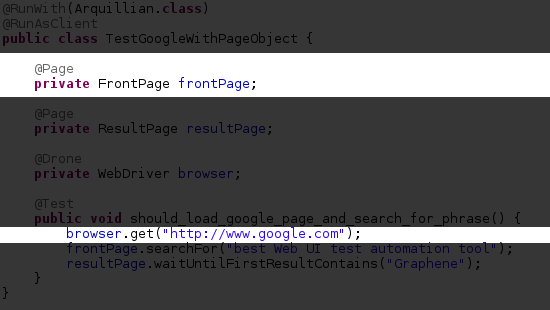 @RunWith(Arquillian.class)
@RunAsClient
public class TestGoogleWithPageObject {
@Page
private FrontPage frontPage;
@Page
private ResultPage resultPage;
@Drone
private WebDriver browser;
@Test
public void should_load_google_page_and_search_for_phrase() {
browser.get("http://www.google.com");
frontPage.searchFor("best Web UI test automation tool");
resultPage.waitUntilFirstResultContains("Graphene");
}
}